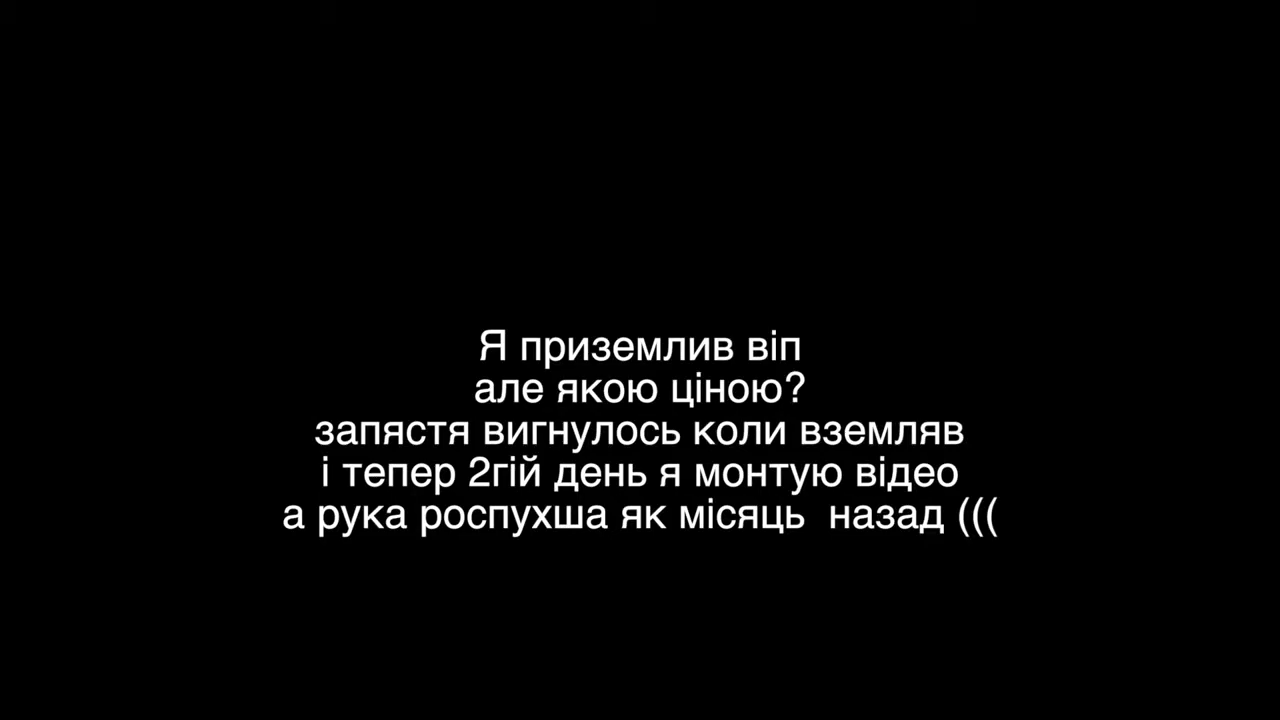 Я приземлив віп
але якою ціною?
запястя вигнулось коли вземляв
і тепер 2гій день я монтую відео
а рука роспухша як місяць  назад (((